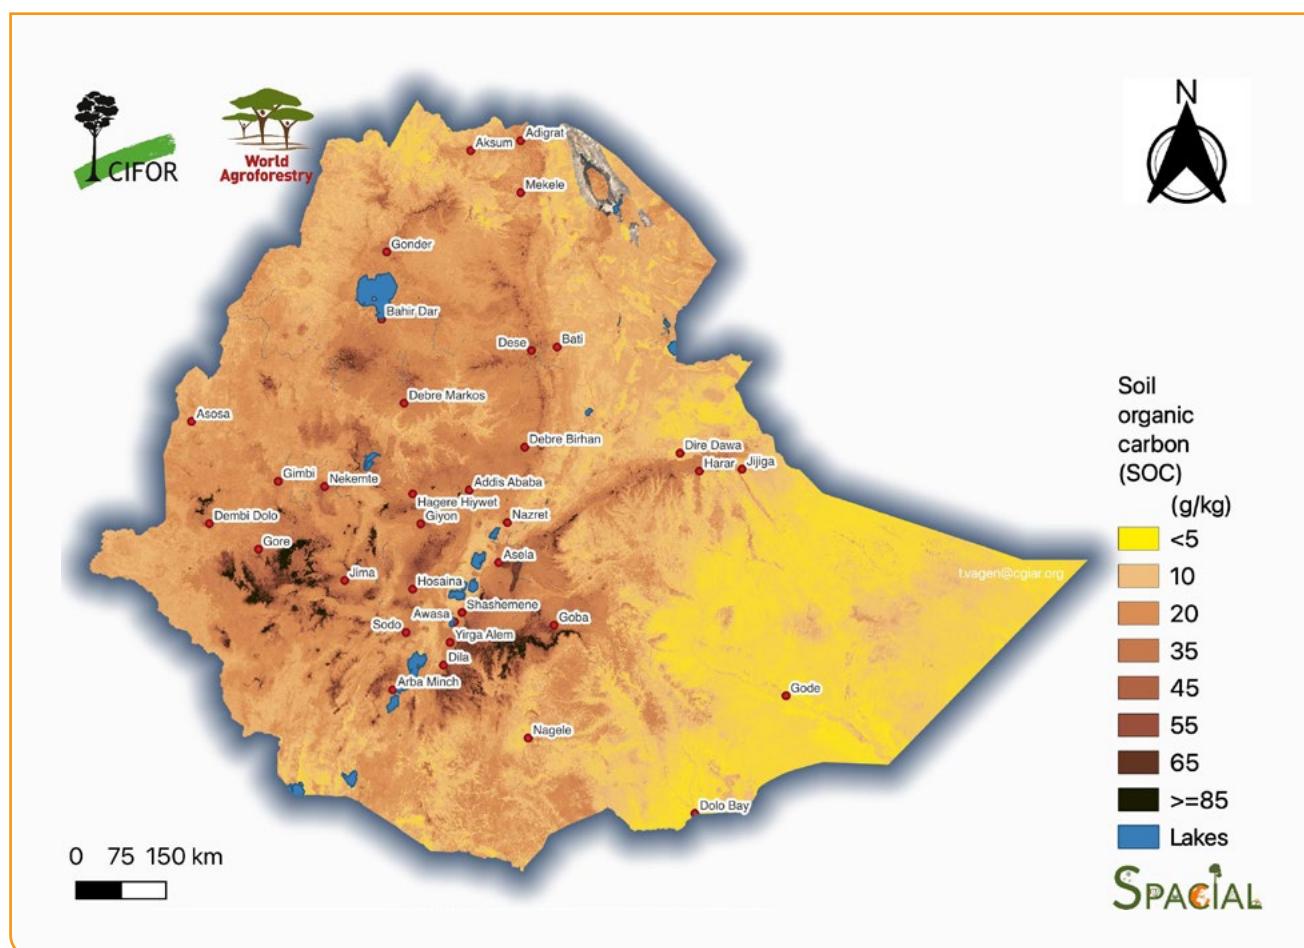 CIFOR
World
Agroforestry
N
Adigrat
Aksum
Mekele
Gonder
Bahir Dar
Dese
Bati
Debre Markos
Asosa
Debre Birhan
Dire Dawa
Harar
Jijiga
Gimbi
Nekemte
Addis Ababa
Hagere Hiywet
Dembi Dolo
Giyon
Nazret
Gore
Asela
Jima
Hosaina
Shashemene
Awasa
Goba
Sodo
Yirga Alem
Dila
Arba Minch
Gode
Nagele
Dolo Bay
t.vagen@cgiar.org
Soil
organic
carbon
(SOC)
(g/kg)
<5
10
20
35
45
55
65
>=85
Lakes
0 75 150 km
SPACIAL